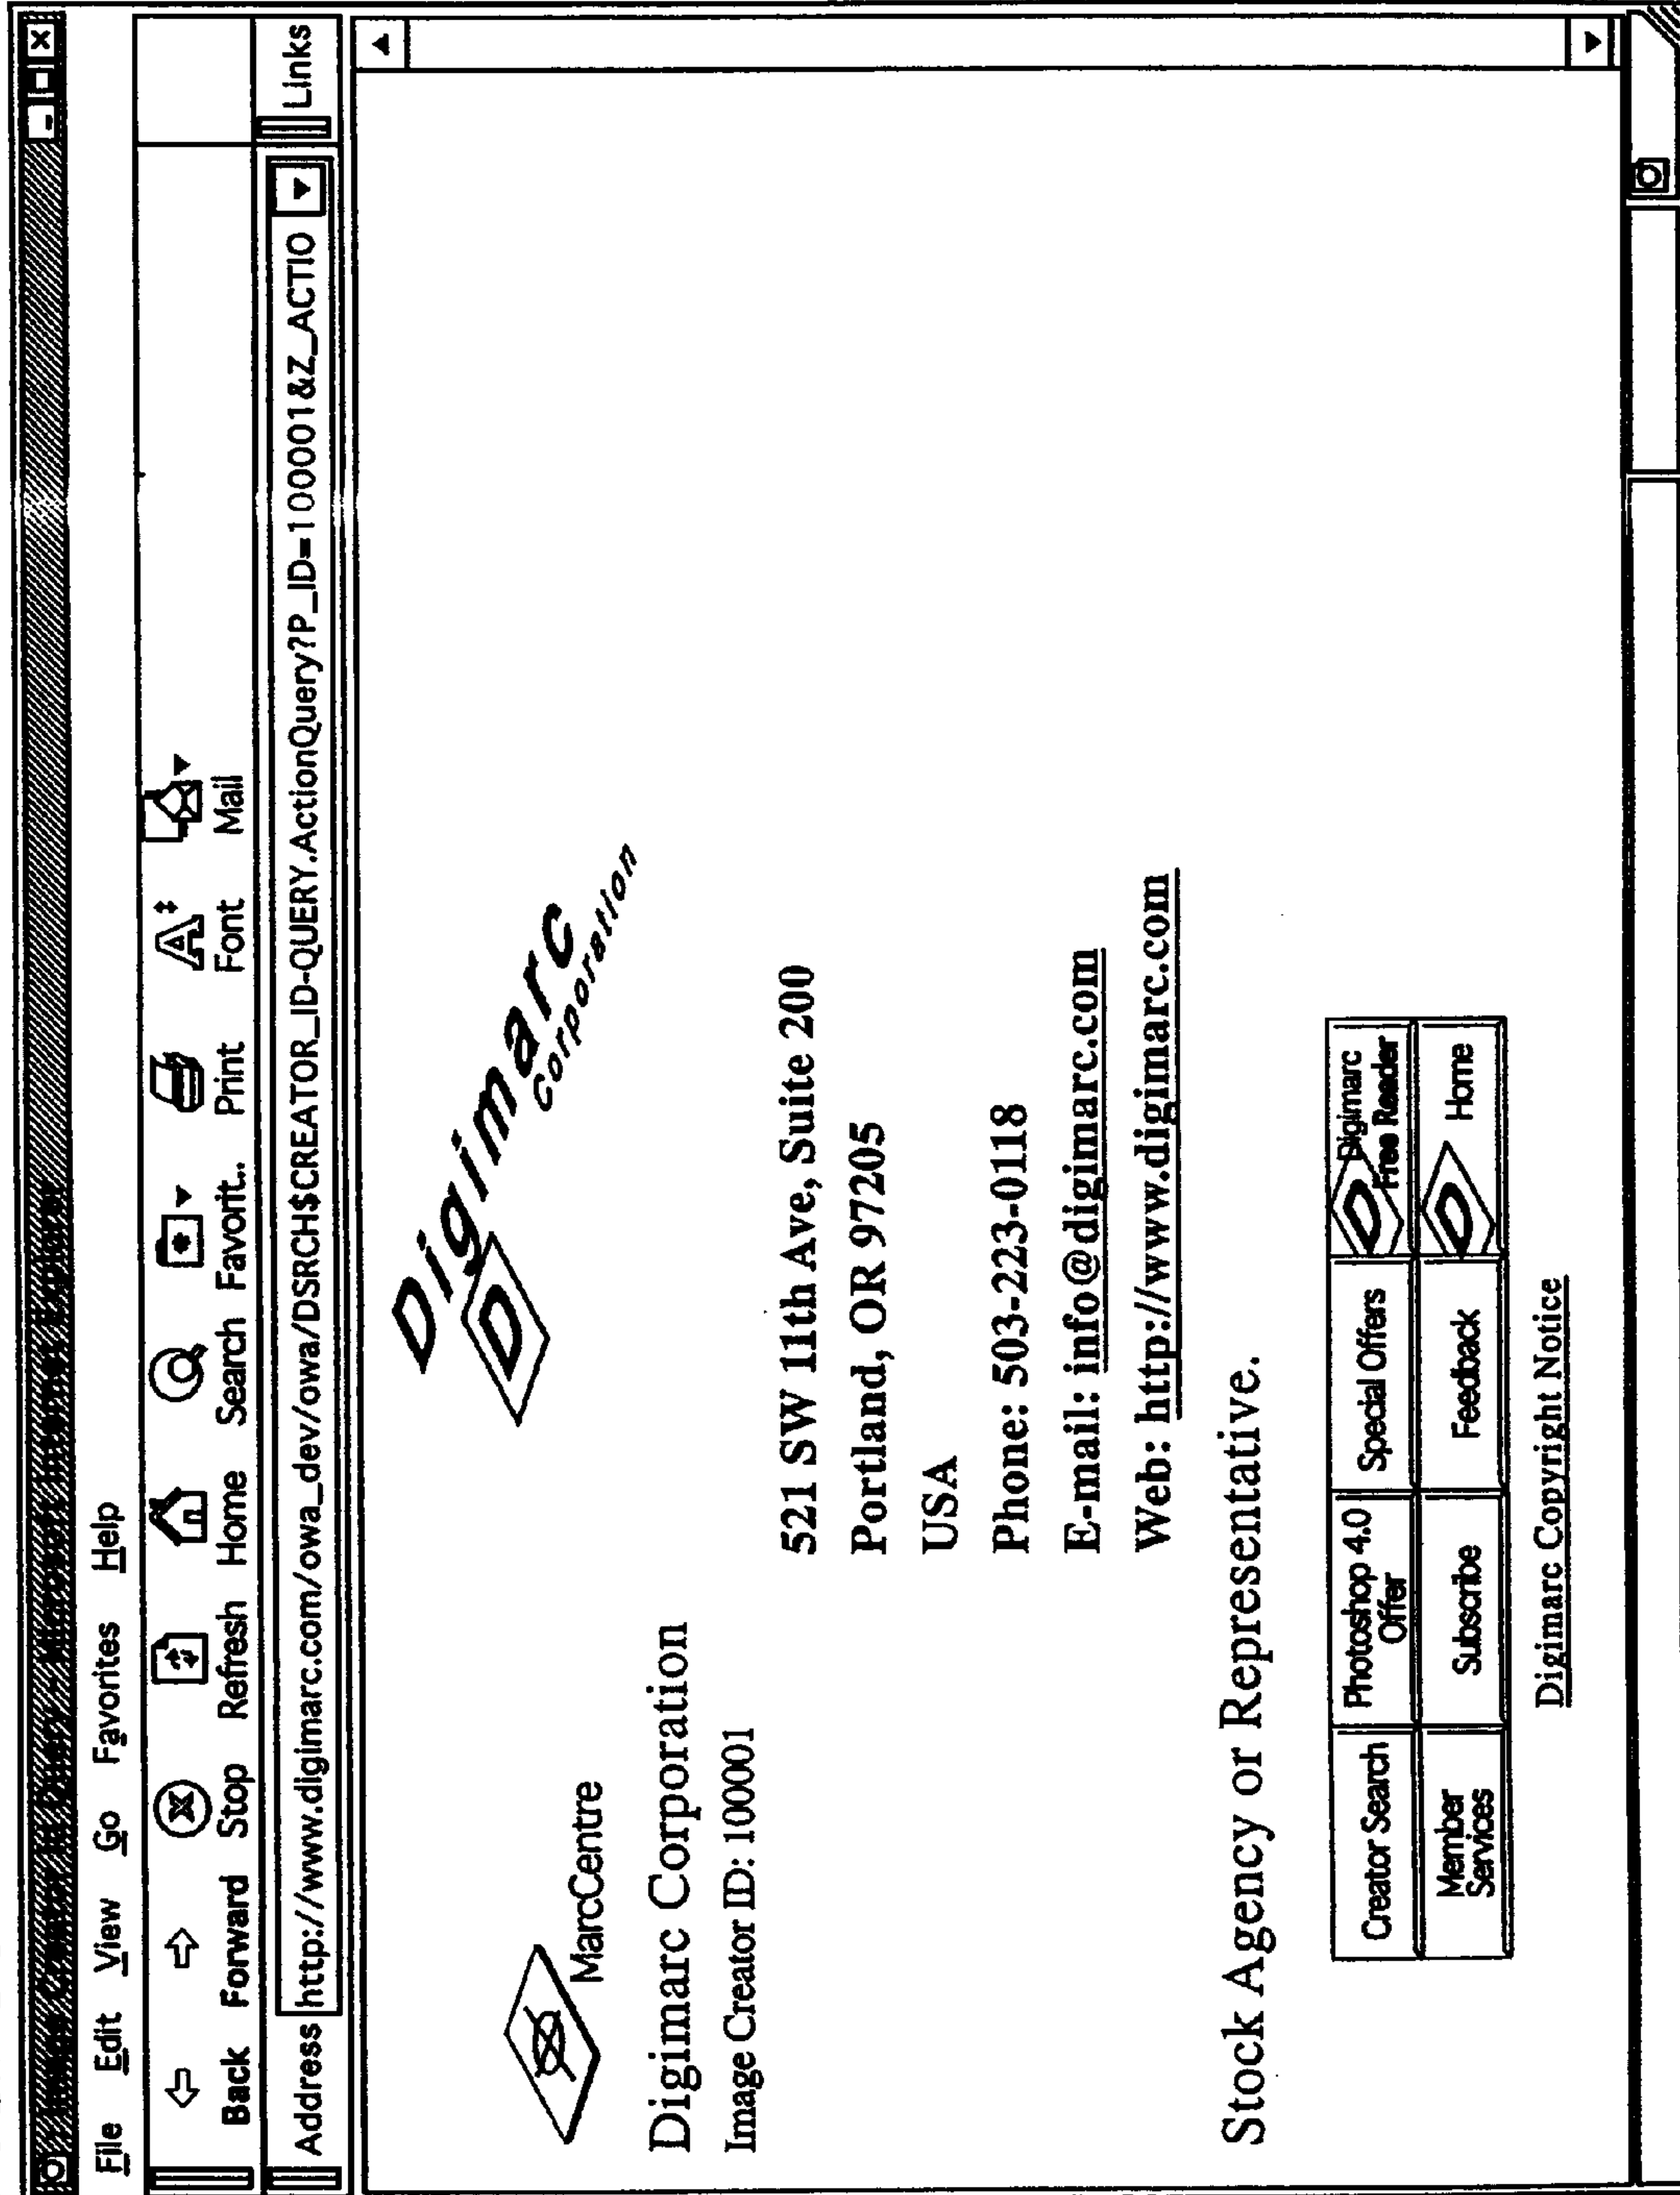 File Edit View Go Favorites Help
Back Forward Stop Refresh Home Search Favorit.. Print Font Mail
Address http://www.digimarc.com/owa_dev/owa/DSRCH$CREATOR_ID-QUERY.ActionQuery?P_ID=100001&Z_ACTIO Links
Digimarc
Corporation
D
MarcCentre
Digimarc Corporation
Image Creator ID: 100001
521 SW 11th Ave, Suite 200
Portland, OR 97205
USA
Phone: 503-223-0118
E-mail: info@digimarc.com
Web: http://www.digimarc.com
Stock Agency or Representative.
Creator Search Photoshop 4.0 Offer Special Offers D Digimarc Free Reader
Member Services Subscribe Feedback D Home
Digimarc Copyright Notice